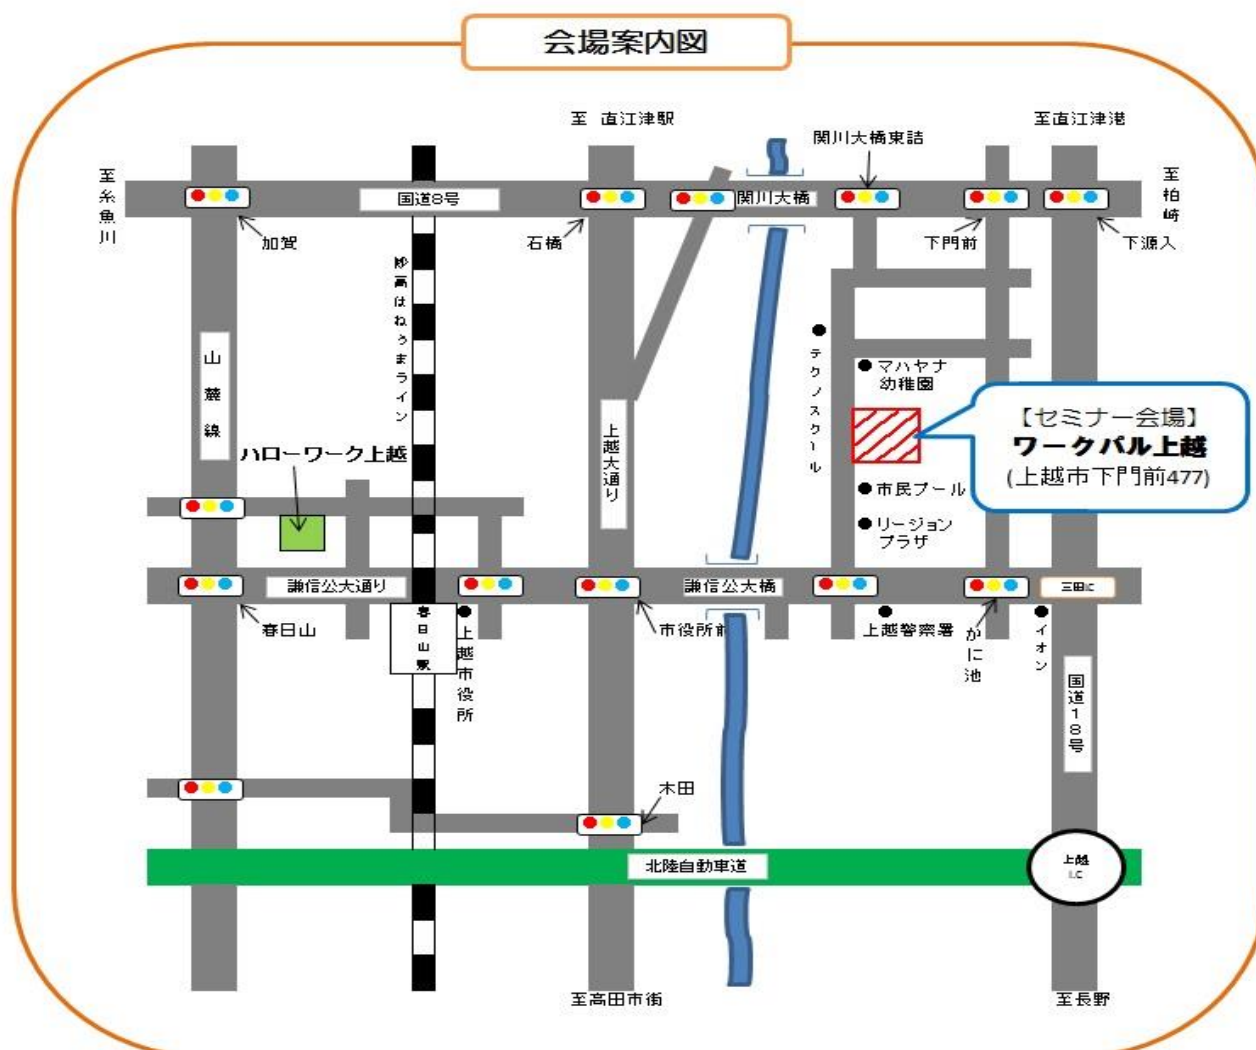 会場案内図
至 直江津駅
至直江津港
関川大橋東詰
至糸魚川
至柏崎
国道8号
関川大橋
加賀
石橋
下門前
下源入
妙高はねうまライン
山麓線
テクノスクール
マハヤナ
幼稚園
【セミナー会場】
ワークパル上越
(上越市下門前477)
上越大通り
ハローワーク上越
市民プール
リージョン
プラザ
謙信公大通り
謙信公大橋
三田IC
春日山
春日山駅
上越市役所
市役所前
上越警察署
かに池
イオン
国道18号
木田
北陸自動車道
上越
I.C
至高田市街
至長野